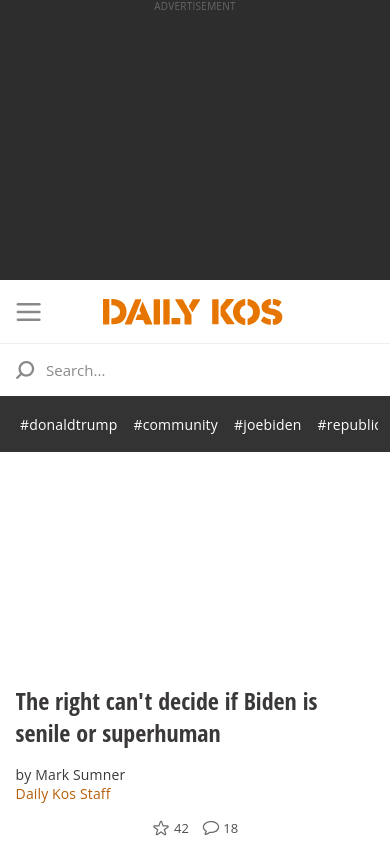 ADVERTISEMENT
DAILY KOS
Search...
#donaldtrump #community #joebiden #republic
The right can't decide if Biden is
senile or superhuman
by Mark Sumner
Daily Kos Staff
42 18